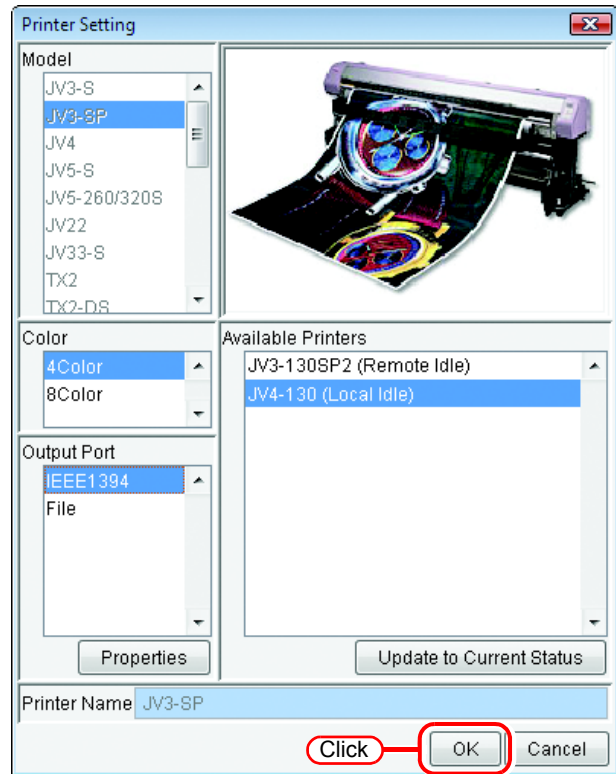 Printer Setting
Model
JV3-S
JV3-SP
JV4
JV5-S
JV5-260/320S
JV22
JV33-S
TX2
TX2-DS
Color
4Color
8Color
Output Port
IEEE1394
File
Properties
Available Printers
JV3-130SP2 (Remote Idle)
JV4-130 (Local Idle)
Update to Current Status
Printer Name JV3-SP
Click
OK
Cancel